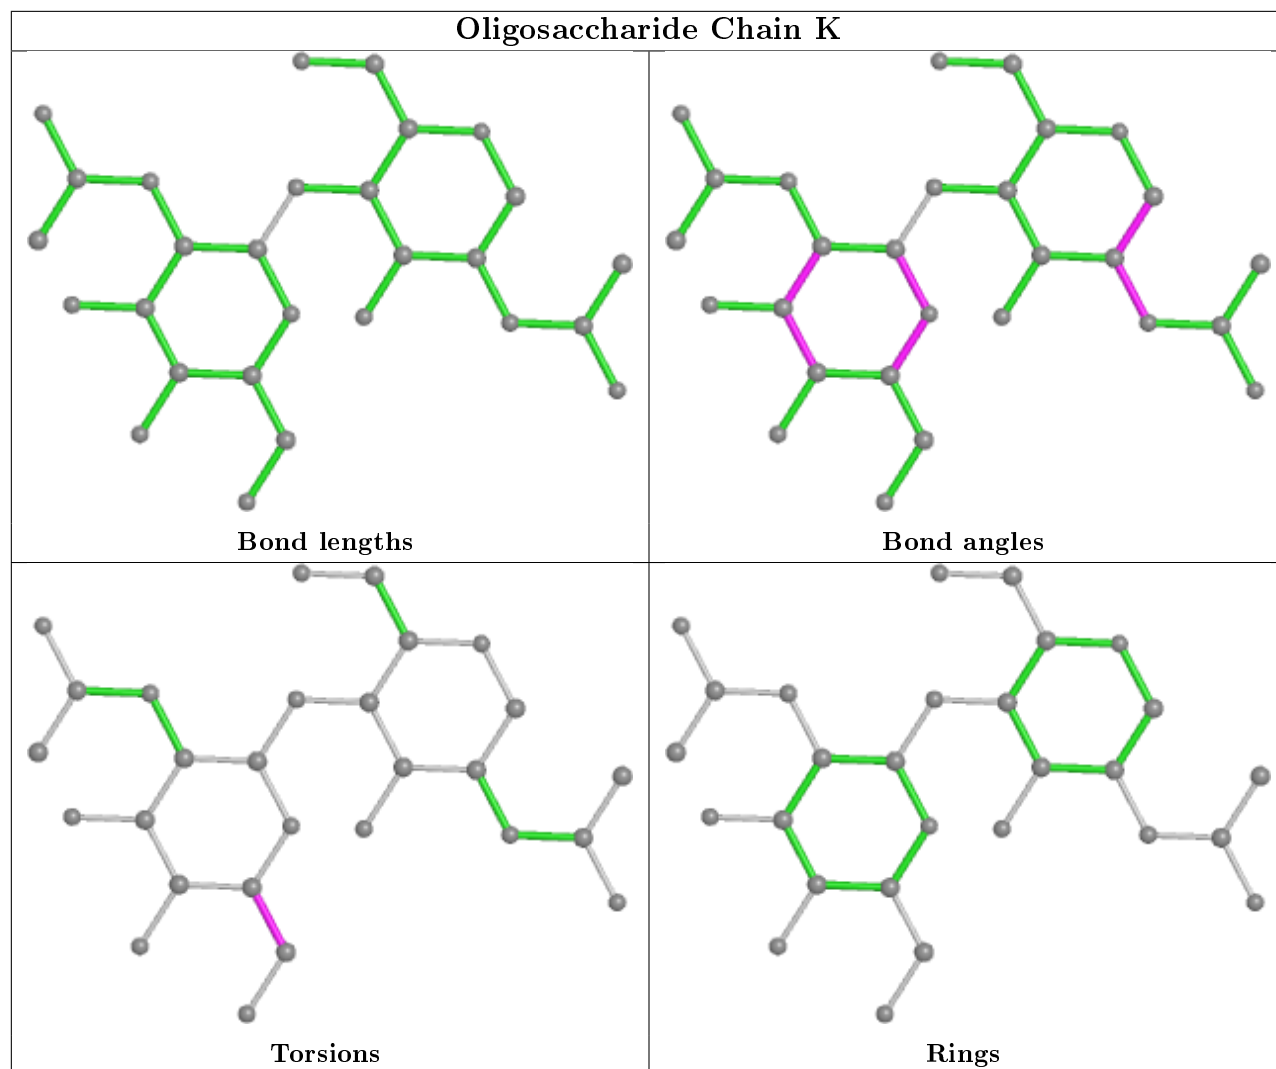 Oligosaccharide Chain K
Bond lengths
Bond angles
Torsions
Rings